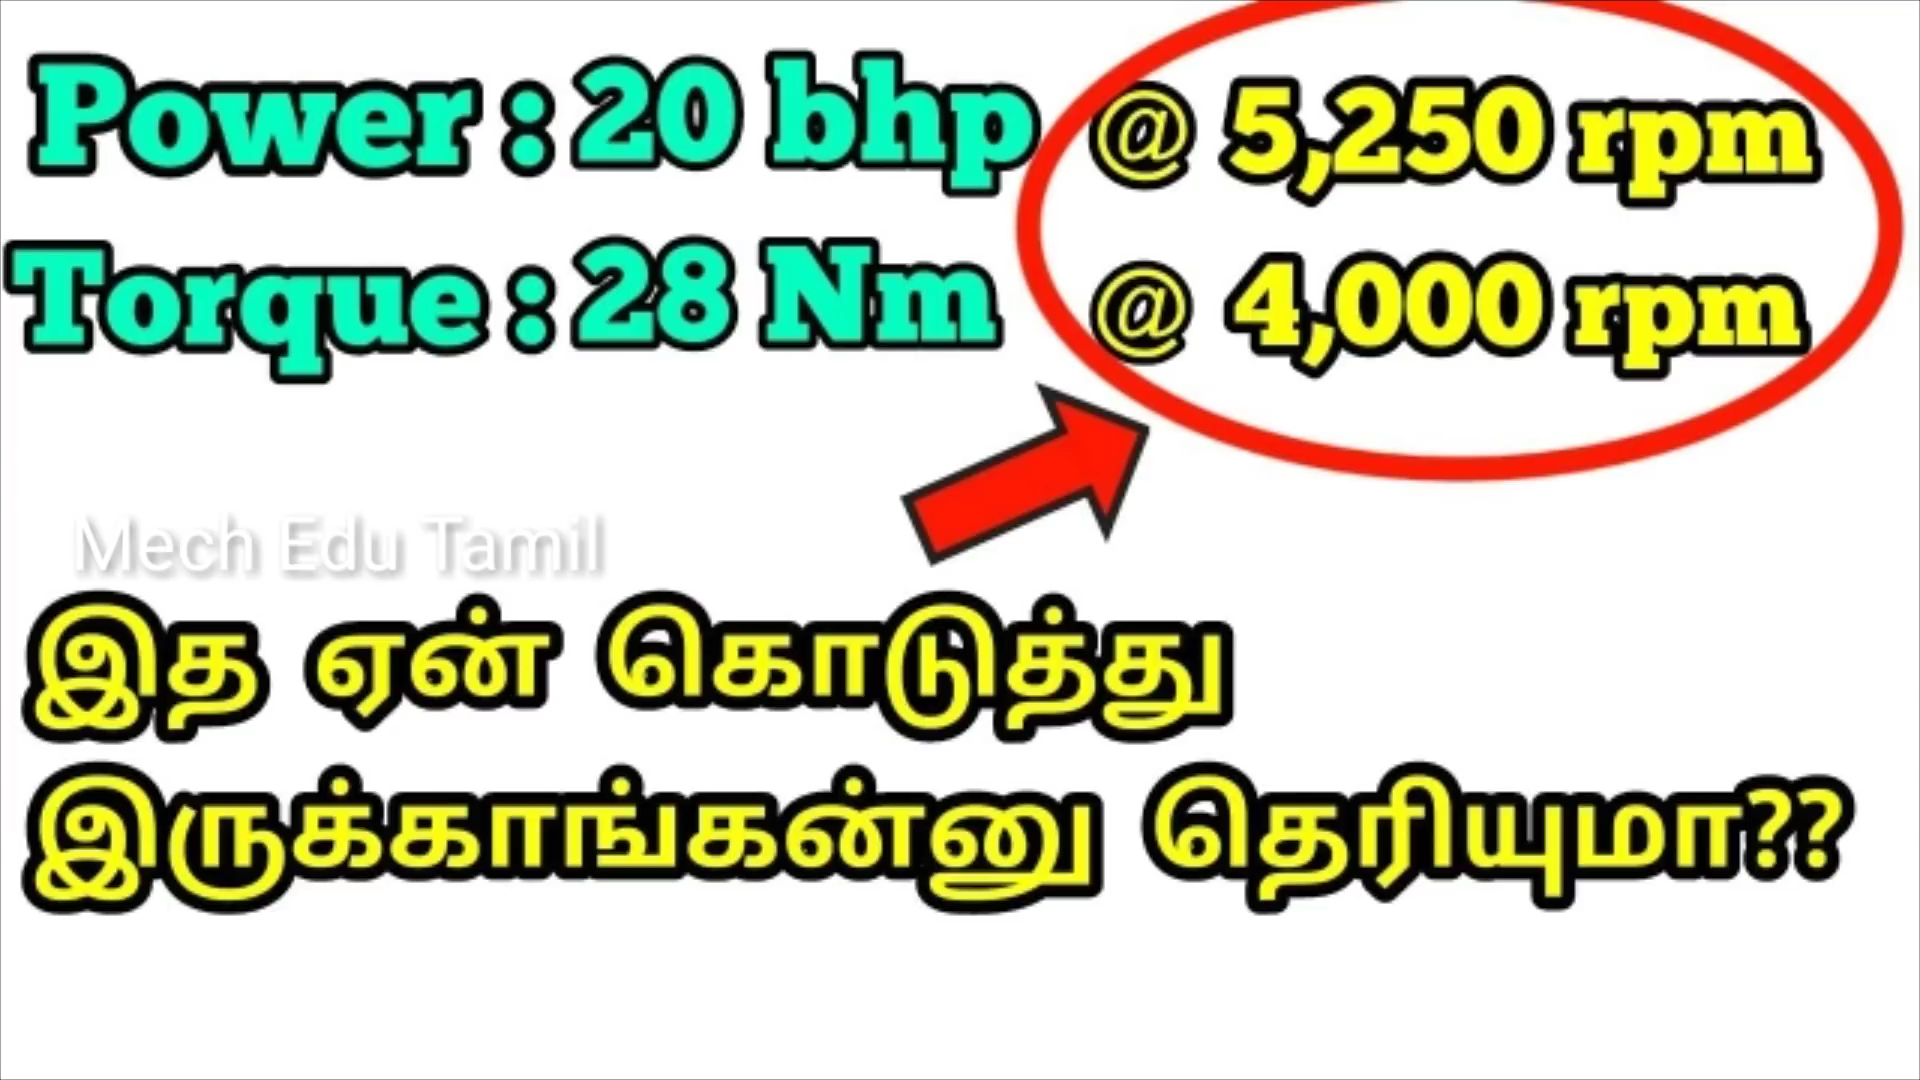 Power : 20 bhp @ 5,250 rpm
Torque : 28 Nm @ 4,000 rpm
Mech Edu Tamil
இத ஏன் கொடுத்து
இருக்காங்கன்னு தெரியுமா??